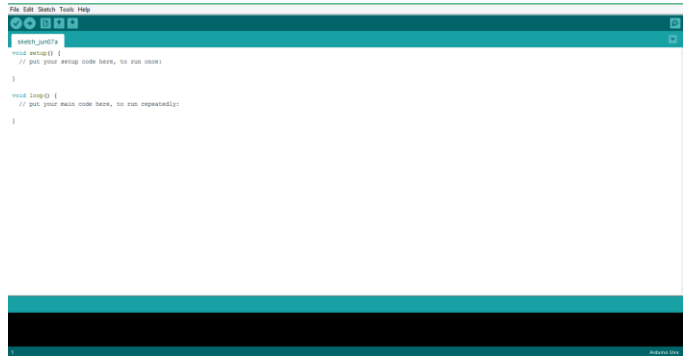 File Edit Sketch Tools Help
sketch_jun07a
void setup() {
  // put your setup code here, to run once:
}
void loop() {
  // put your main code here, to run repeatedly:
}
1
Arduino Uno